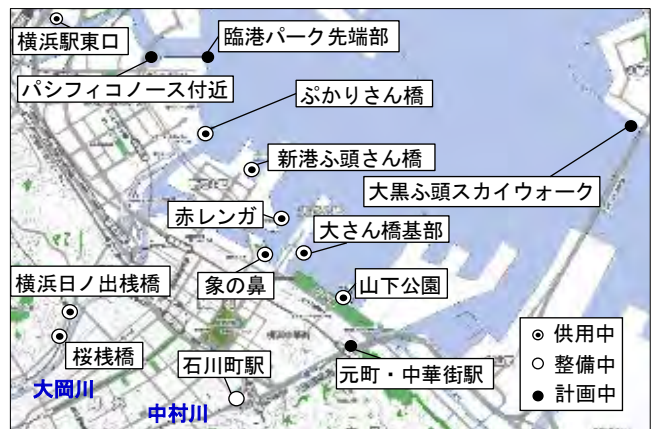 横浜駅東口
臨港パーク先端部
パシフィコノース付近
ぷかりさん橋
新港ふ頭さん橋
大黒ふ頭スカイウォーク
赤レンガ
大さん橋基部
横浜日ノ出桟橋
象の鼻
山下公園
桜桟橋
石川町駅
元町・中華街駅
大岡川
中村川
供用中
整備中
計画中